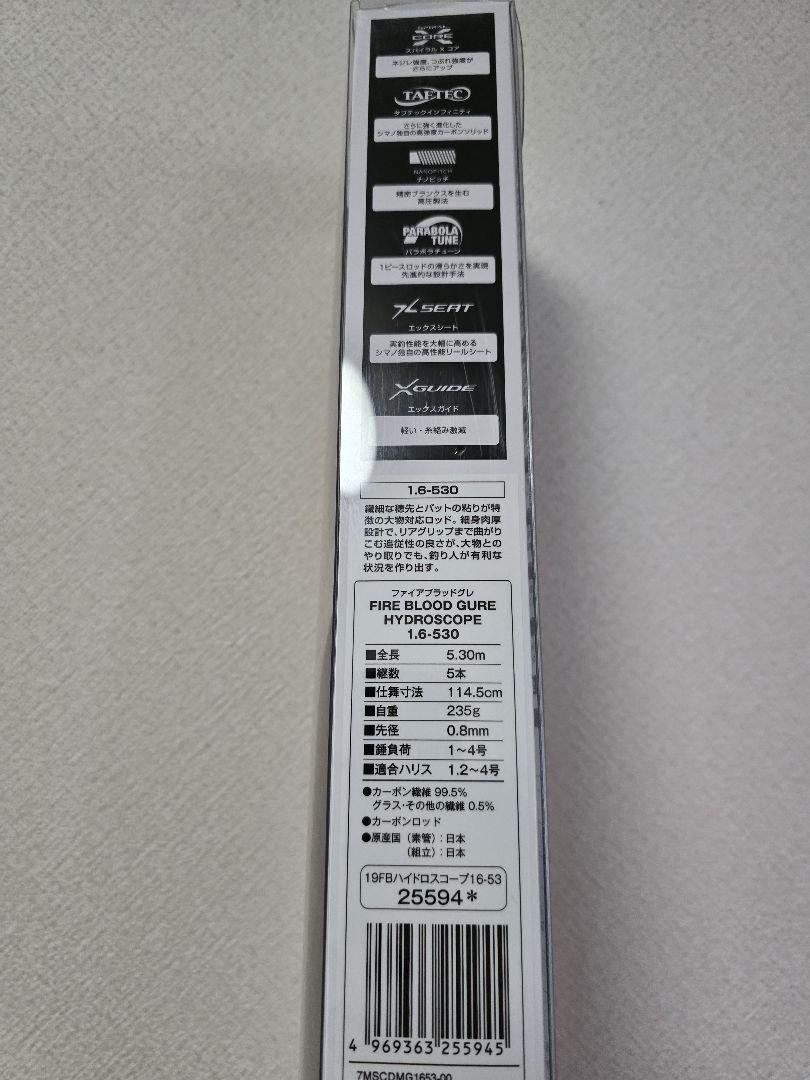 SPIRAL
X
CORE
スパイラル X コア
ネジレ強度、つぶれ強度が
さらにアップ
TAFTEC
タフテックインフィニティ
さらに強く進化した
シマノ独自の高強度カーボンソリッド
NANOPITCH
ナノピッチ
精密ブランクスを生む
高圧製法
PARABOLA
TUNE
パラボラチューン
1ピースロッドの滑らかさを実現
先進的な設計手法
X SEAT
エックスシート
実釣性能を大幅に高める
シマノ独自の高性能リールシート
XGUIDE
エックスガイド
軽い・糸絡み激減
1.6-530
繊細な穂先とバットの粘りが特
徴の大物対応ロッド。細身肉厚
設計で、リアグリップまで曲がり
こむ追従性の良さが、大物との
やり取りでも、釣り人が有利な
状況を作り出す。
ファイアブラッドグレ
FIRE BLOOD GURE
HYDROSCOPE
1.6-530
■全長 5.30m
■継数 5本
■仕舞寸法 114.5cm
■自重 235g
■先径 0.8mm
■錘負荷 1〜4号
■適合ハリス 1.2〜4号
●カーボン繊維 99.5%
グラス・その他の繊維 0.5%
●カーボンロッド
●原産国（素管）：日本
（組立）：日本
19FBハイドロスコープ16-53
25594*
4 969363 255945
7MSCDMG1653-00